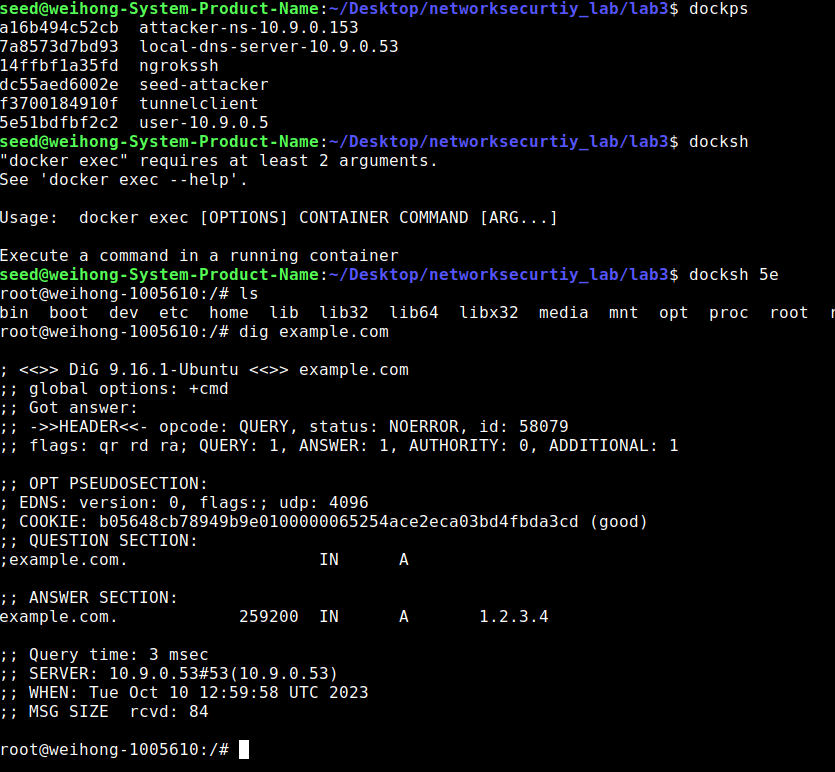 seed@weihong-System-Product-Name:~/Desktop/networksecurtiy_lab/lab3$ dockps
a16b494c52cb  attacker-ns-10.9.0.153
7a8573d7bd93  local-dns-server-10.9.0.53
14ffbf1a35fd  ngrokssh
dc55aed6002e  seed-attacker
f3700184910f  tunnelclient
5e51bdfbf2c2  user-10.9.0.5
seed@weihong-System-Product-Name:~/Desktop/networksecurtiy_lab/lab3$ docksh
"docker exec" requires at least 2 arguments.
See 'docker exec --help'.
Usage:  docker exec [OPTIONS] CONTAINER COMMAND [ARG...]
Execute a command in a running container
seed@weihong-System-Product-Name:~/Desktop/networksecurtiy_lab/lab3$ docksh 5e
root@weihong-1005610:/# ls
bin  boot  dev  etc  home  lib  lib32  lib64  libx32  media  mnt  opt  proc  root
root@weihong-1005610:/# dig example.com
; <<>> DiG 9.16.1-Ubuntu <<>> example.com
;; global options: +cmd
;; Got answer:
;; ->>HEADER<<- opcode: QUERY, status: NOERROR, id: 58079
;; flags: qr rd ra; QUERY: 1, ANSWER: 1, AUTHORITY: 0, ADDITIONAL: 1
;; OPT PSEUDOSECTION:
; EDNS: version: 0, flags:; udp: 4096
; COOKIE: b05648cb78949b9e0100000065254ace2eca03bd4fbda3cd (good)
;; QUESTION SECTION:
;example.com.                   IN      A
;; ANSWER SECTION:
example.com.            259200  IN      A       1.2.3.4
;; Query time: 3 msec
;; SERVER: 10.9.0.53#53(10.9.0.53)
;; WHEN: Tue Oct 10 12:59:58 UTC 2023
;; MSG SIZE  rcvd: 84
root@weihong-1005610:/#